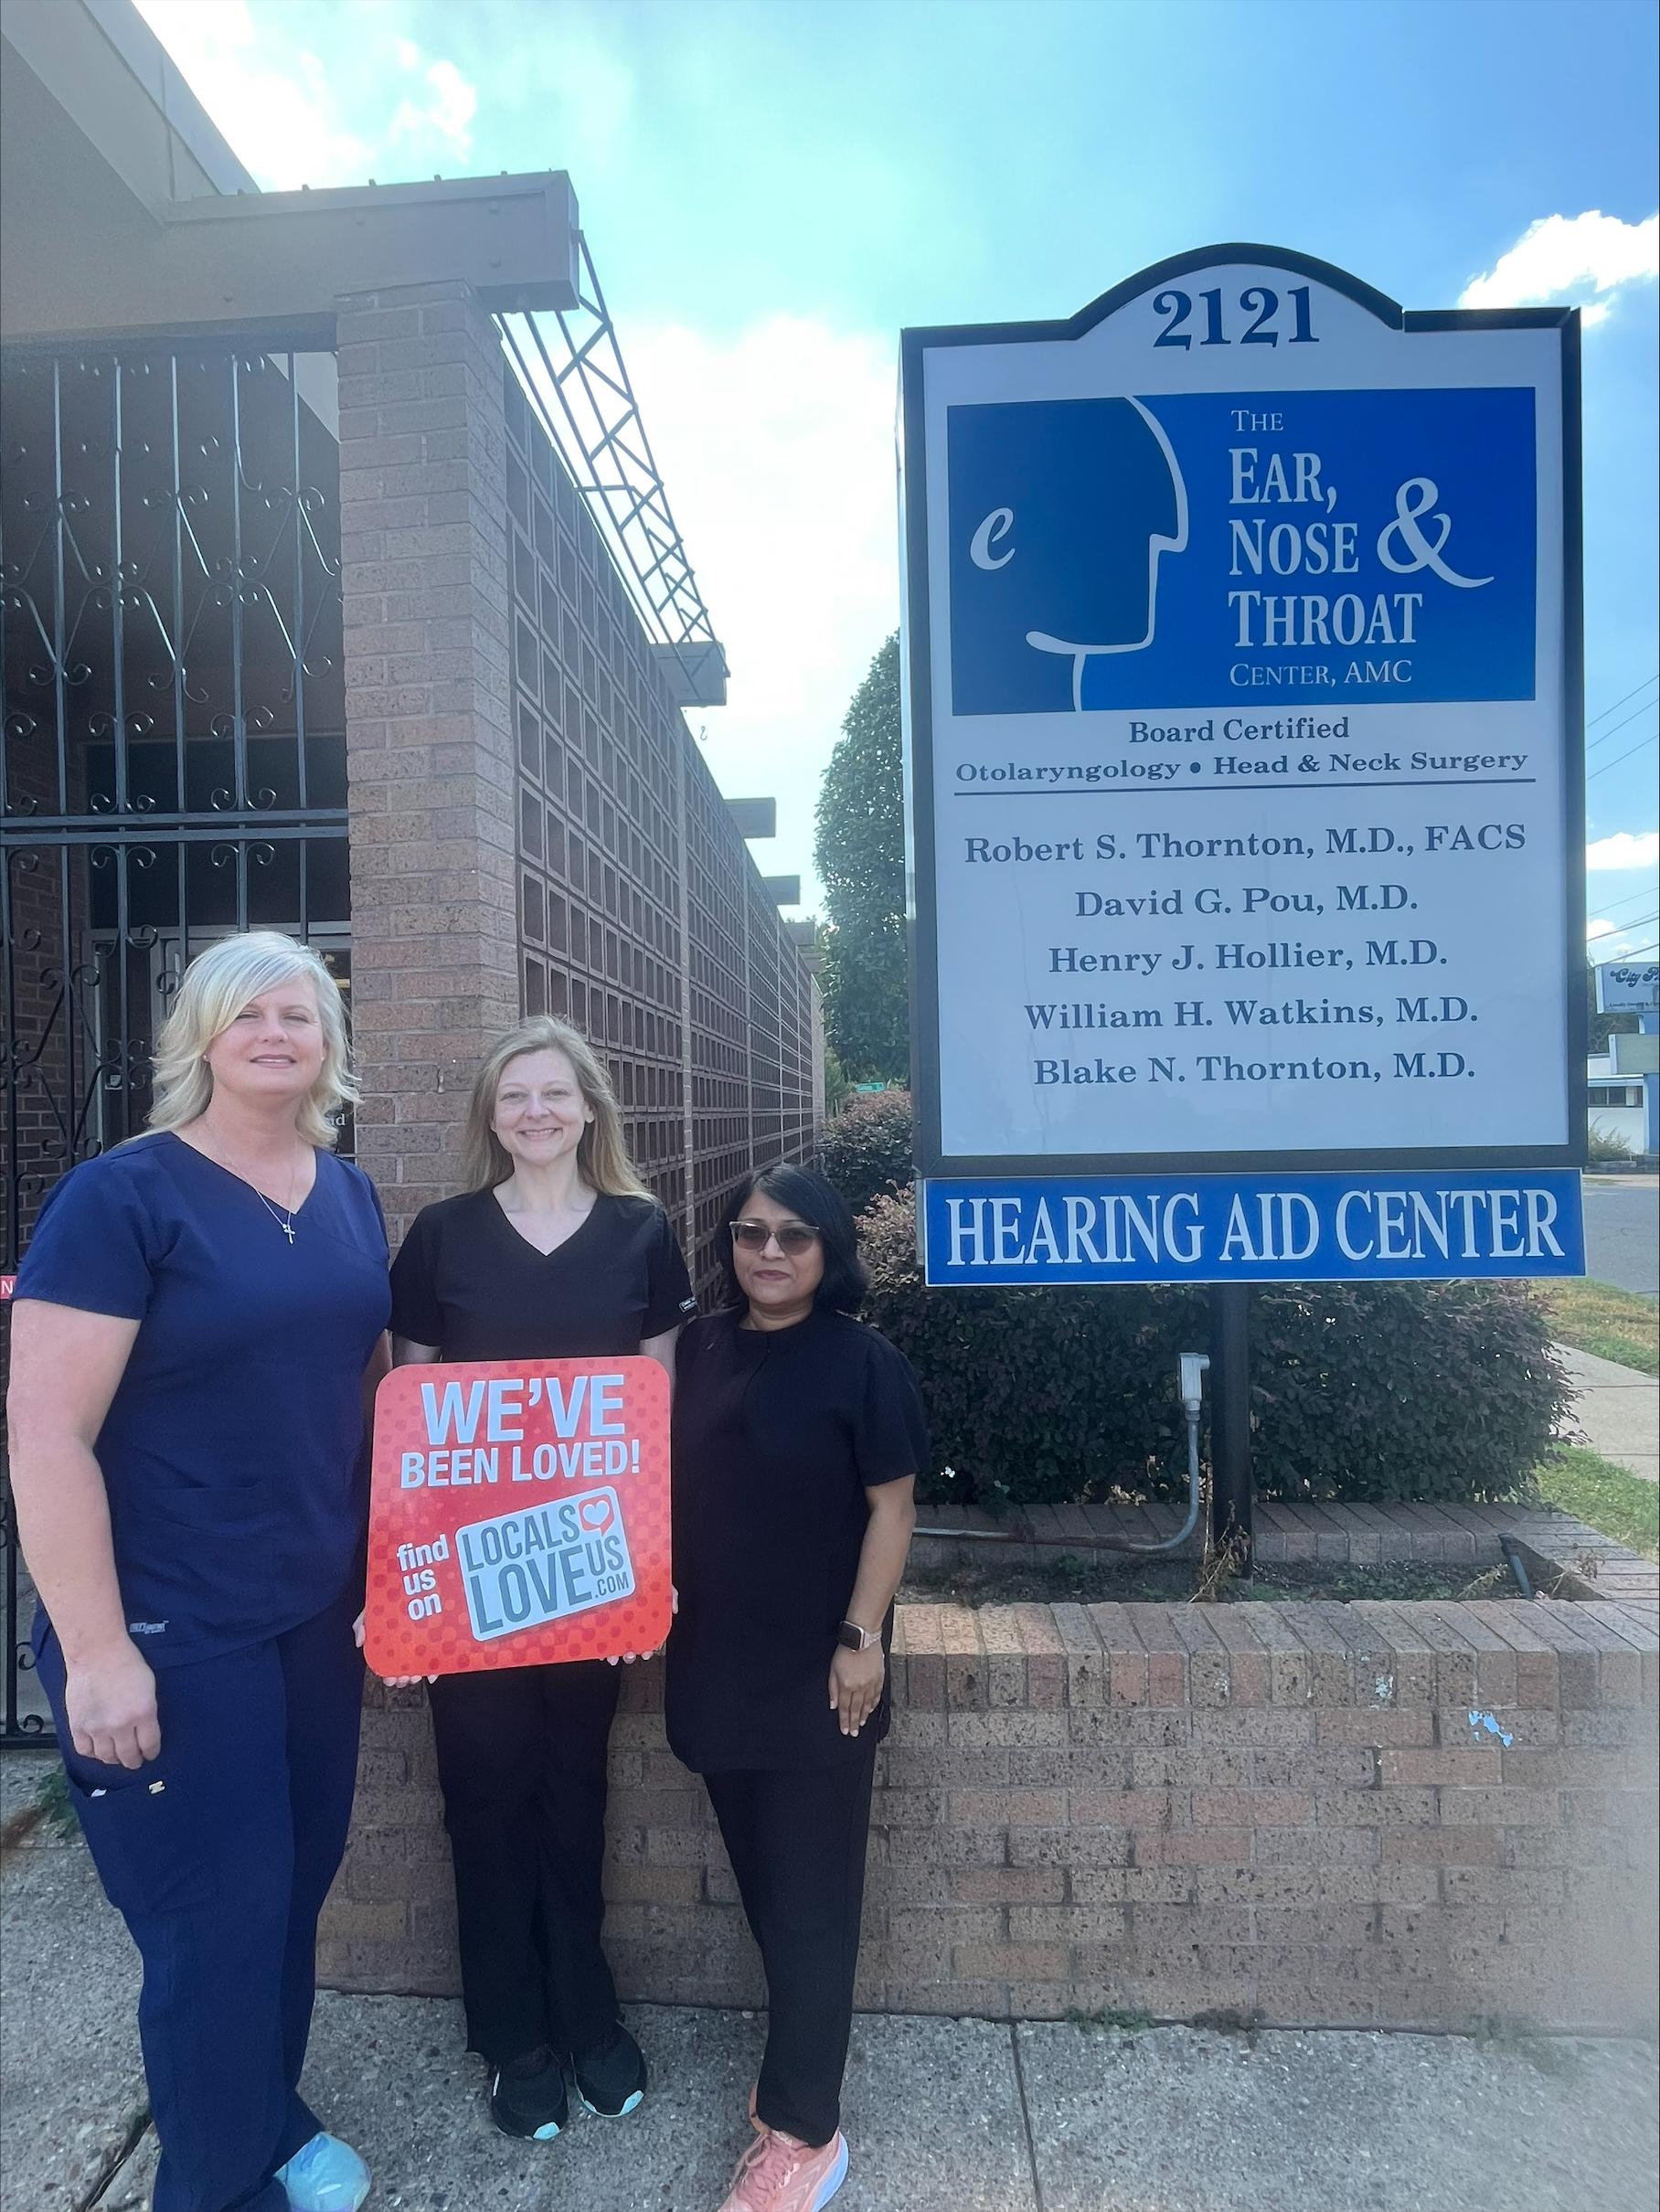 2121
e
THE
EAR,
NOSE &
THROAT
CENTER, AMC
Board Certified
Otolaryngology • Head & Neck Surgery
Robert S. Thornton, M.D., FACS
David G. Pou, M.D.
Henry J. Hollier, M.D.
William H. Watkins, M.D.
Blake N. Thornton, M.D.
HEARING AID CENTER
WE'VE
BEEN LOVED!
find
us
on
LOCALS
LOVE US
.COM
City